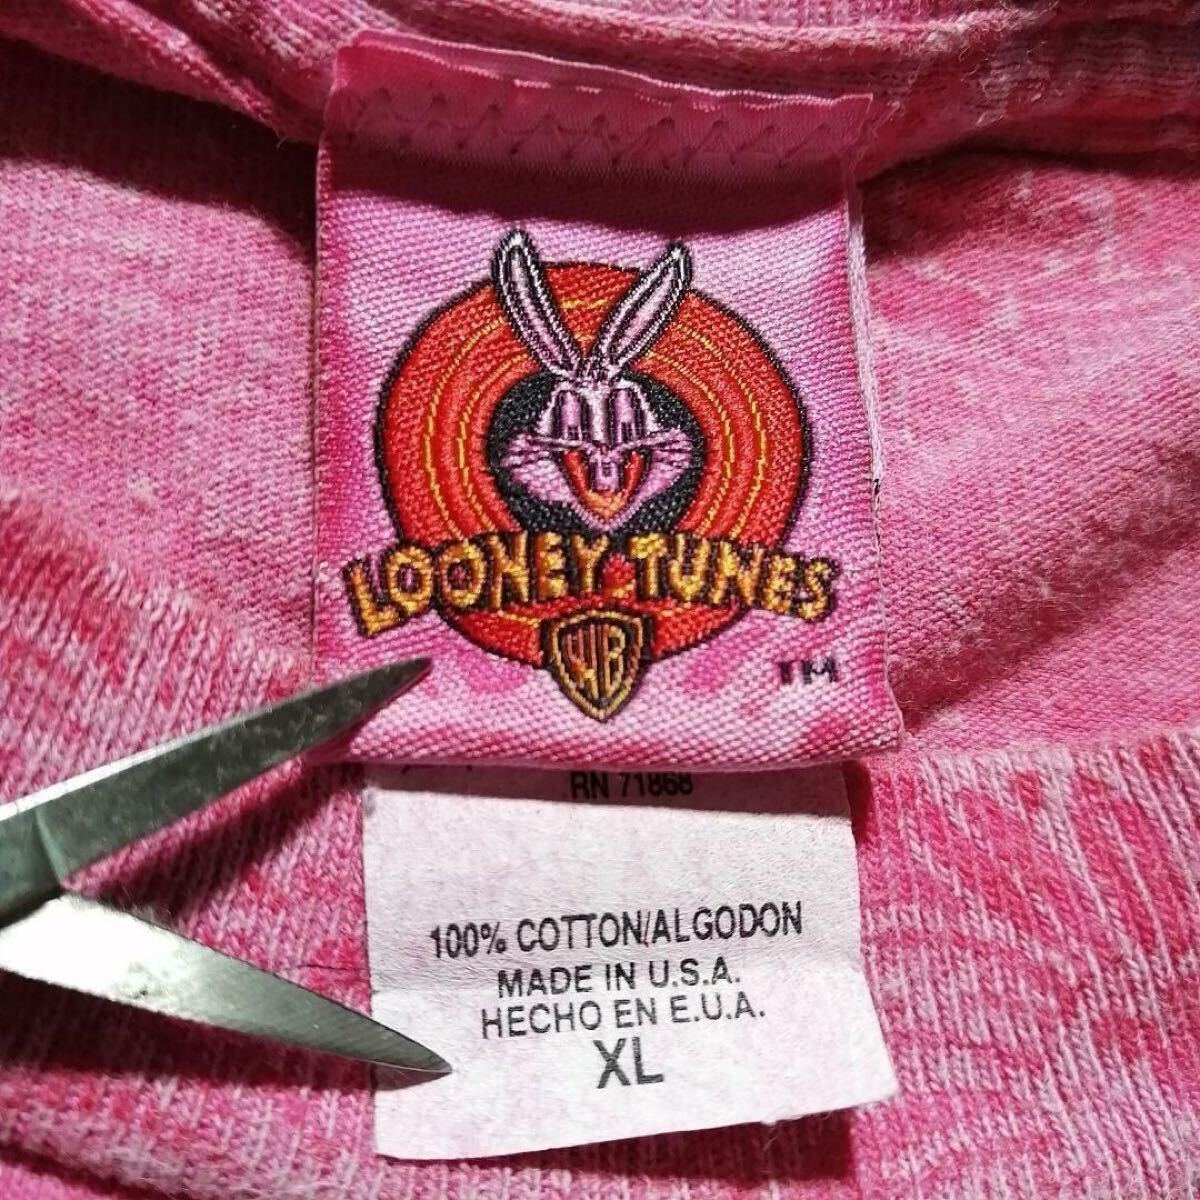 LOONEY TUNES
WB
TM
RN 71868
100% COTTON/ALGODON
MADE IN U.S.A.
HECHO EN E.U.A.
XL